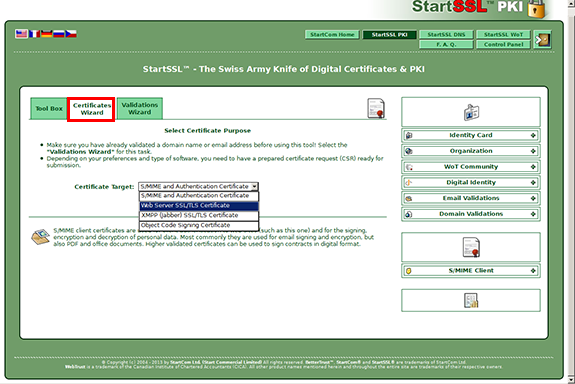 StartSSL™ PKI
StartCom Home
StartSSL PKI
StartSSL DNS
StartSSL WoT
F. A. Q.
Control Panel
StartSSL™ - The Swiss Army Knife of Digital Certificates & PKI
Tool Box
Certificates
Wizard
Validations
Wizard
Select Certificate Purpose
Make sure you have already validated a domain name or email address before using this tool! Select the
"Validations Wizard" for this task.
Depending on your preferences and type of software, you need to have a prepared certificate request (CSR) ready for
submission.
Certificate Target:
S/MIME and Authentication Certificate
S/MIME and Authentication Certificate
Web Server SSL/TLS Certificate
XMPP (Jabber) SSL/TLS Certificate
Object Code Signing Certificate
S/MIME client certificates are
(such as this one) and for the signing,
encryption and decryption of personal data. Most commonly they are used for email signing and encryption, but
also PDF and office documents. Higher validated certificates can be used to sign contracts in digital format.
Identity Card
Organization
WoT Community
Digital Identity
Email Validations
Domain Validations
S/MIME Client
© Copyright (c) 2004 - 2013 by StartCom Ltd. (Start Commercial Limited) All rights reserved. BetterTrust™, StartCom® and StartSSL® are trademarks of StartCom Ltd.
WebTrust is a trademark of the Canadian Institute of Chartered Accountants (CICA). All other product names mentioned herein and throughout the entire site are trademarks of their respective owners.